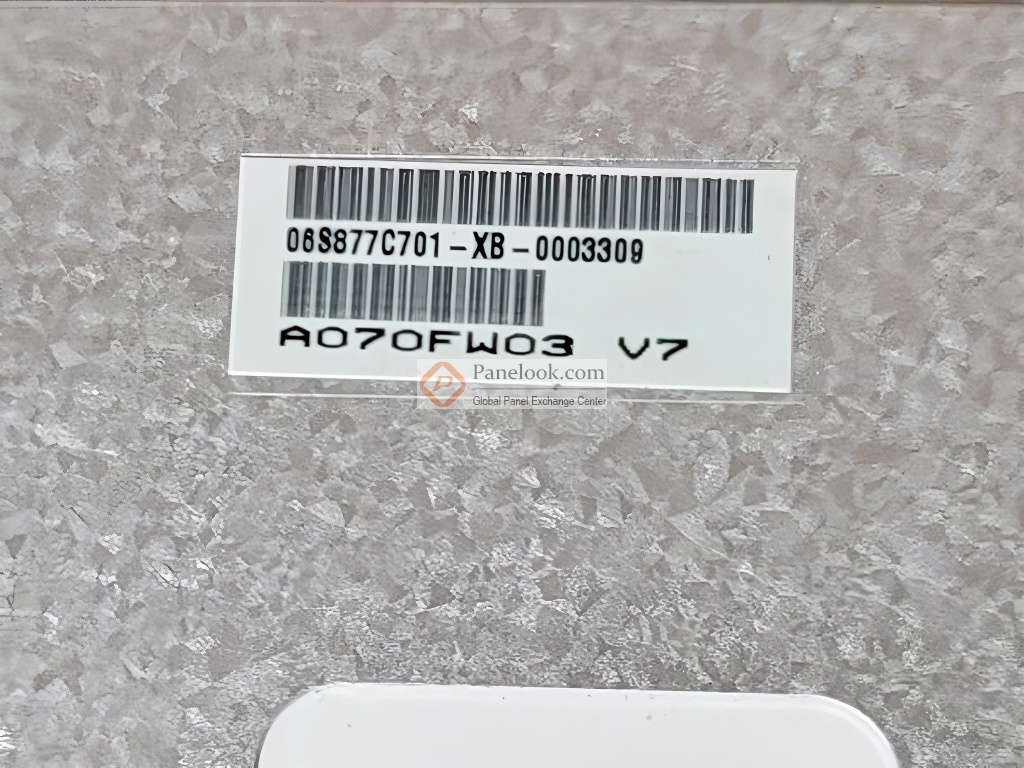 06S877C701-XB-0003309
A070FW03 V7
Panelook.com
Global Panel Exchange Center